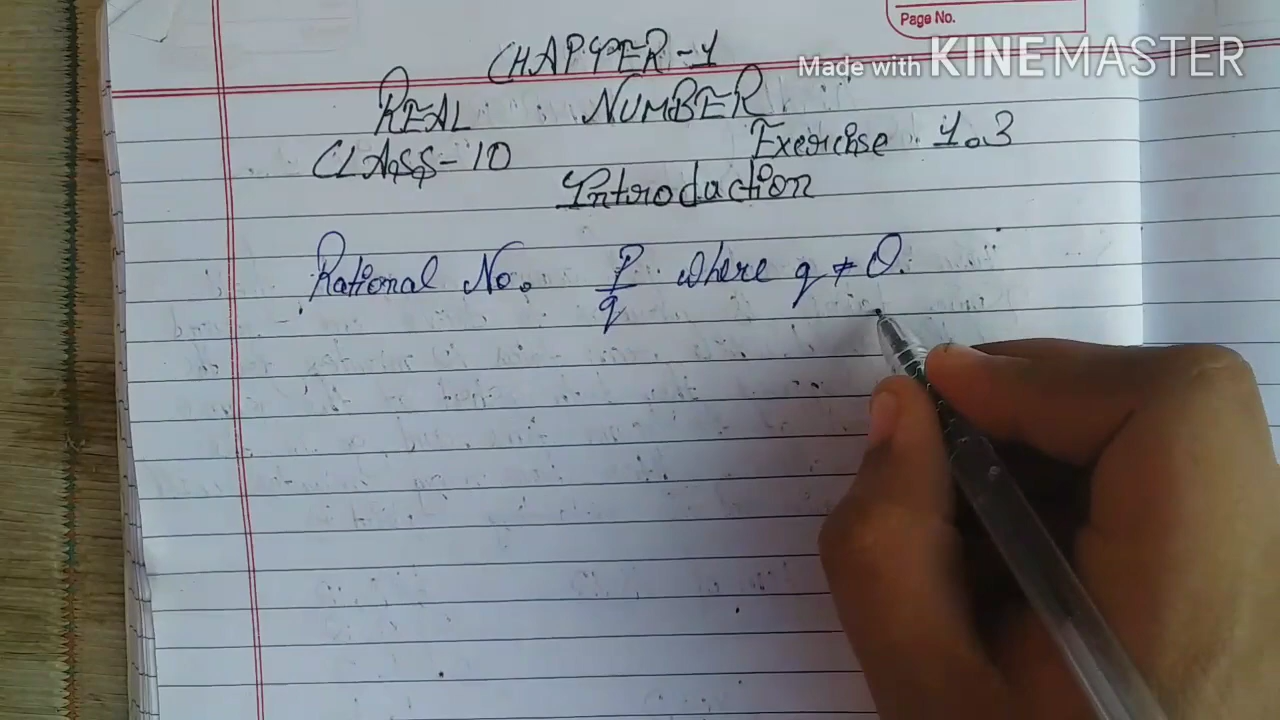 Page No.
Made with KINEMASTER
CHAPTER-1
REAL NUMBER
CLASS-10 Exercise 1.3
Introduction
Rational No. p/q where q ≠ 0.